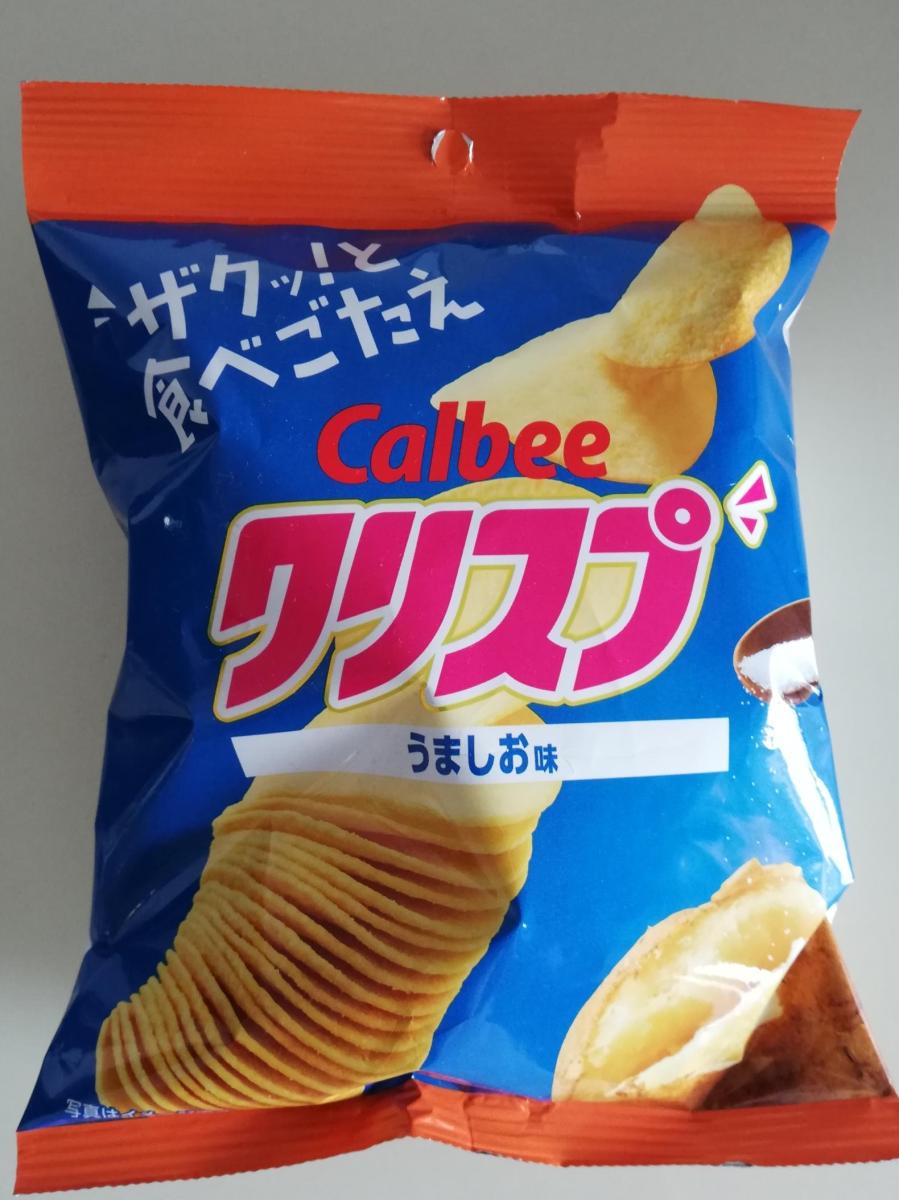 ザクッ!と
食べごたえ
Calbee
クリスプ
うましお味